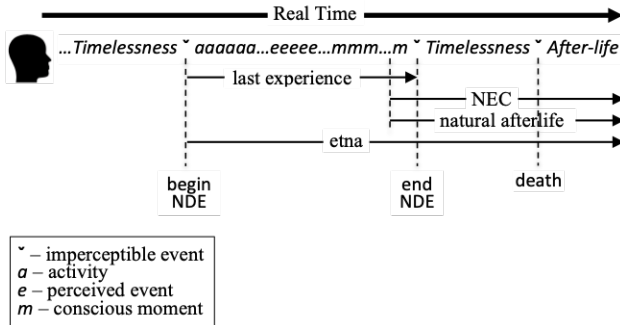 Real Time
...Timelessness ˇ aaaaaa...eeeee...mmm...m ˇ Timelessness ˇ After-life
last experience
NEC
natural afterlife
etna
begin
NDE
end
NDE
death
ˇ – imperceptible event
a – activity
e – perceived event
m – conscious moment